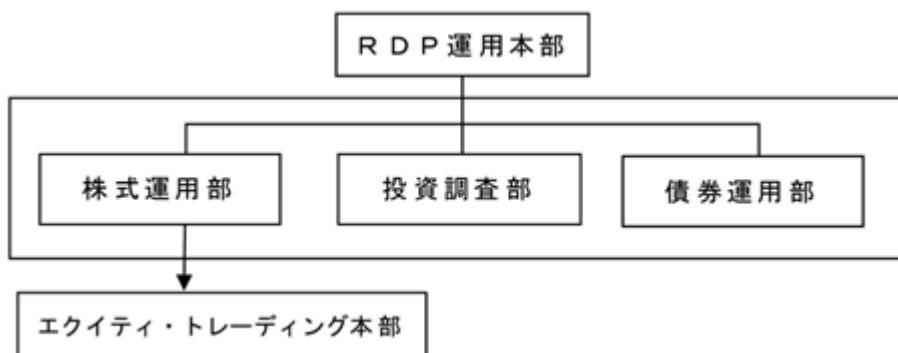 ＲＤＰ運用本部
株式運用部
投資調査部
債券運用部
エクイティ・トレーディング本部